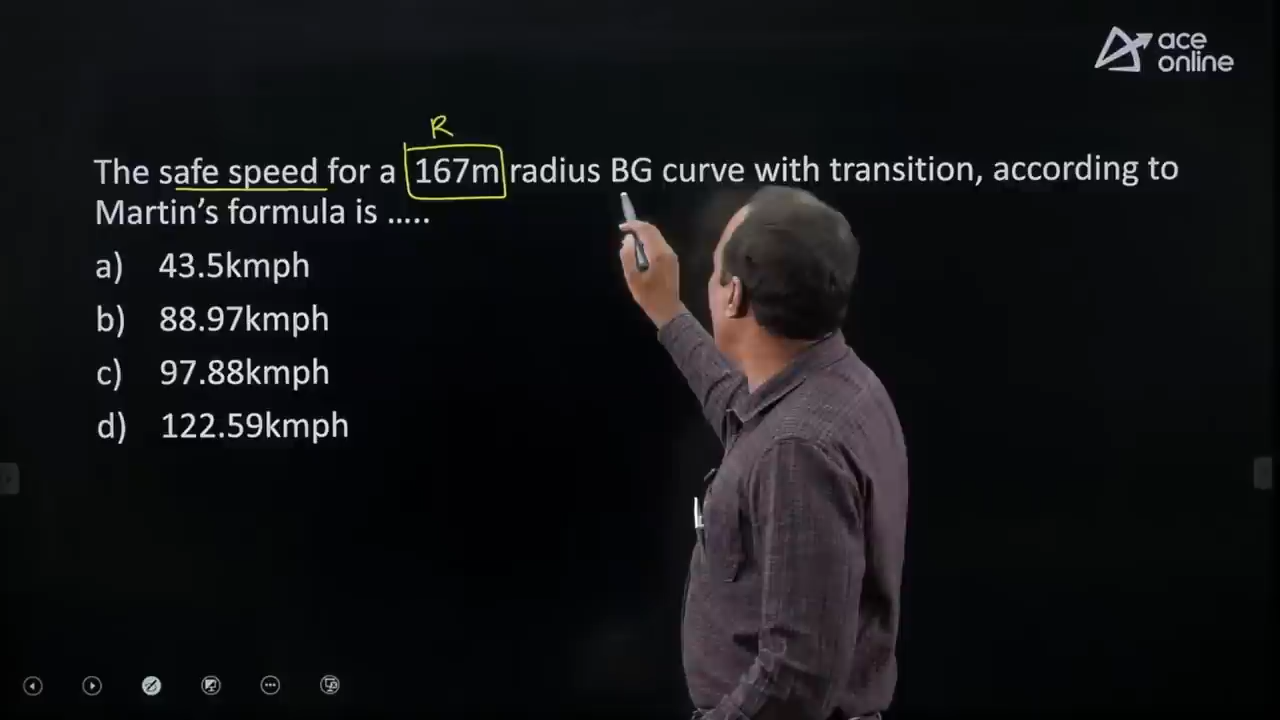 ace
online
R
The safe speed for a 167m radius BG curve with transition, according to
Martin's formula is .....
a) 43.5kmph
b) 88.97kmph
c) 97.88kmph
d) 122.59kmph